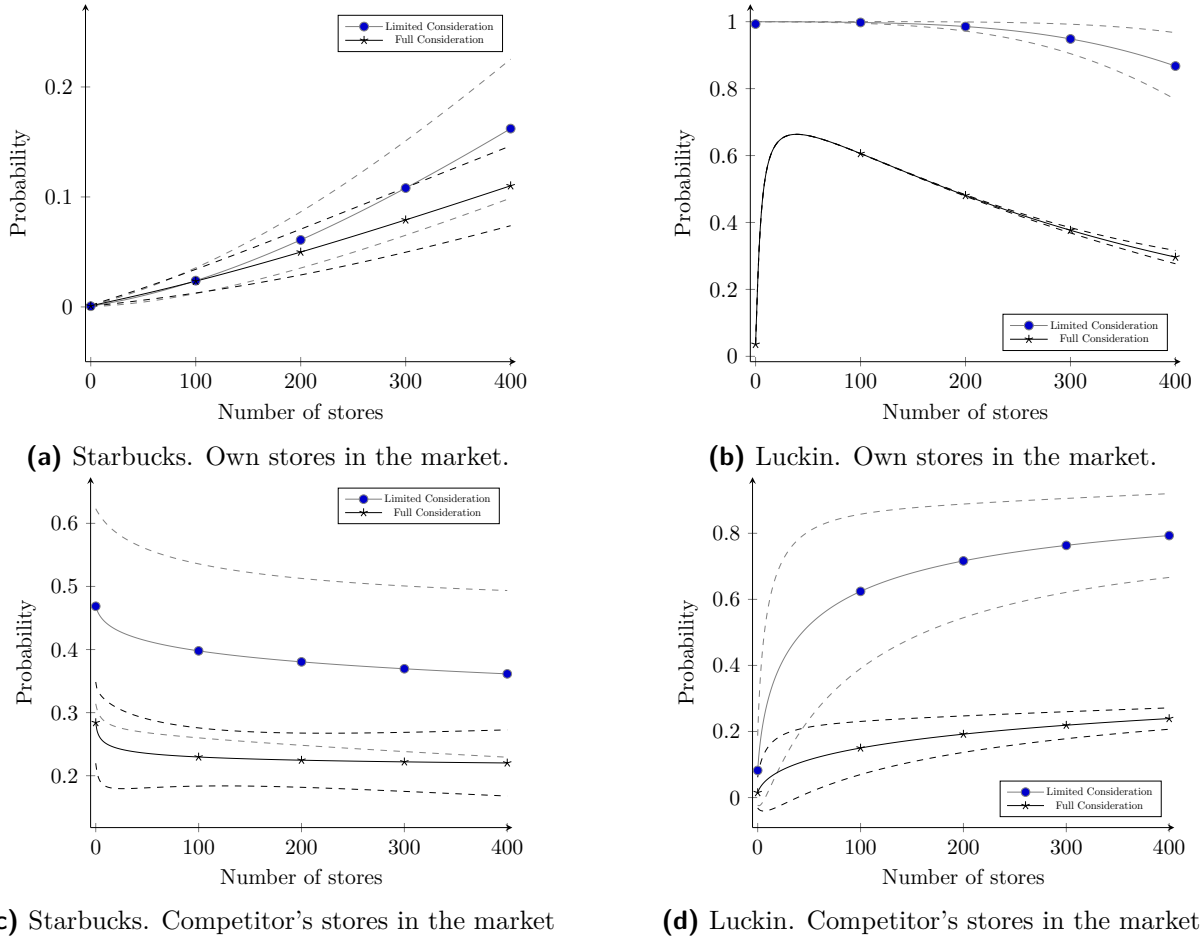 Limited Consideration
Full Consideration
0.2
0.1
0
Probability
0 100 200 300 400
Number of stores
(a) Starbucks. Own stores in the market.
1
0.8
0.6
0.4
0.2
0
Probability
Limited Consideration
Full Consideration
0 100 200 300 400
Number of stores
(b) Luckin. Own stores in the market.
Limited Consideration
Full Consideration
0.6
0.5
0.4
0.3
0.2
Probability
0 100 200 300 400
Number of stores
c) Starbucks. Competitor's stores in the market
0.8
0.6
0.4
0.2
0
Probability
Limited Consideration
Full Consideration
0 100 200 300 400
Number of stores
(d) Luckin. Competitor's stores in the market